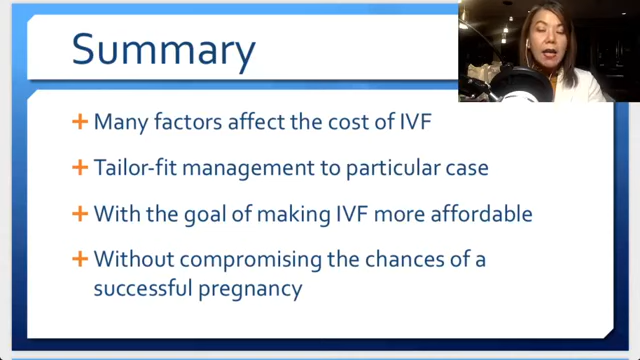 Summary
+ Many factors affect the cost of IVF
+ Tailor-fit management to particular case
+ With the goal of making IVF more affordable
+ Without compromising the chances of a
successful pregnancy